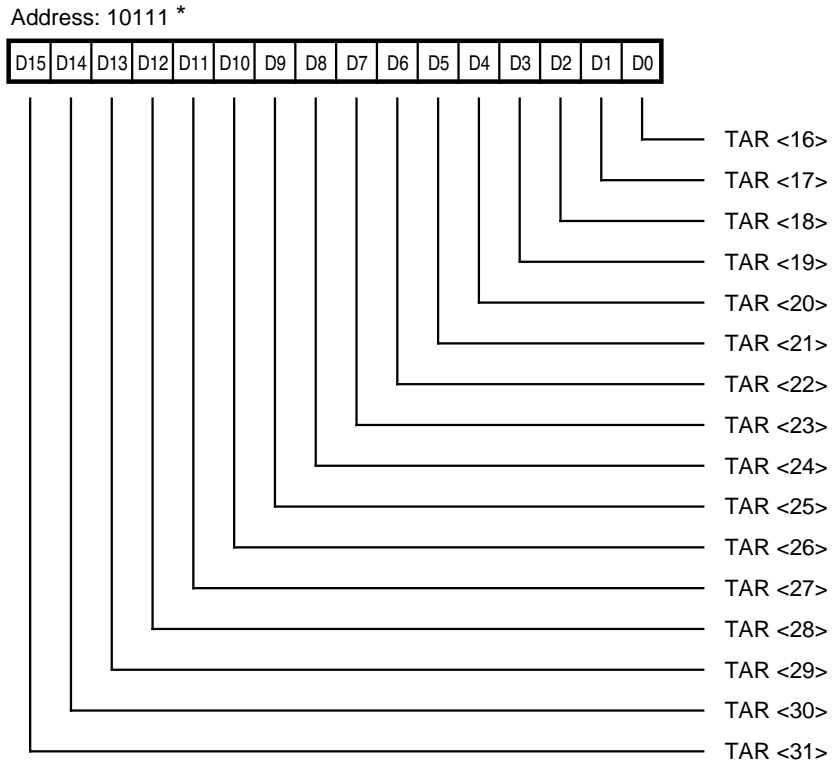 Address: 10111 *
D15 D14 D13 D12 D11 D10 D9 D8 D7 D6 D5 D4 D3 D2 D1 D0
TAR <16>
TAR <17>
TAR <18>
TAR <19>
TAR <20>
TAR <21>
TAR <22>
TAR <23>
TAR <24>
TAR <25>
TAR <26>
TAR <27>
TAR <28>
TAR <29>
TAR <30>
TAR <31>